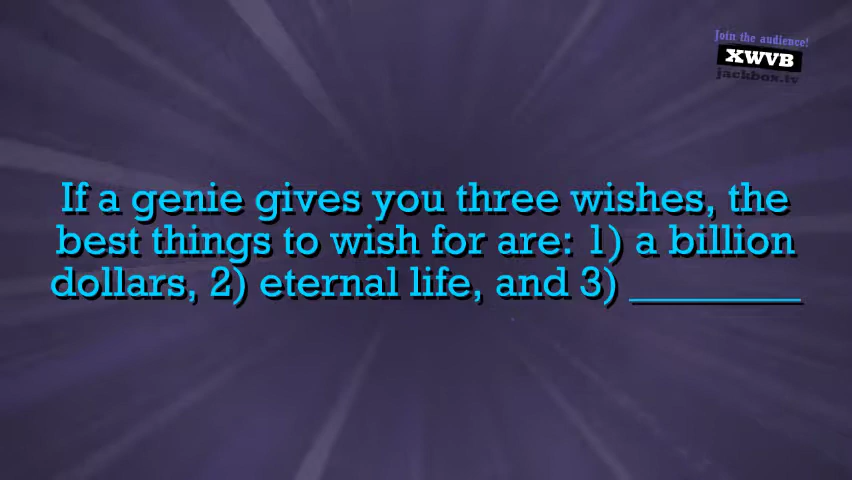 Join the audience!
XWVB
jackbox.tv
If a genie gives you three wishes, the
best things to wish for are: 1) a billion
dollars, 2) eternal life, and 3) ________